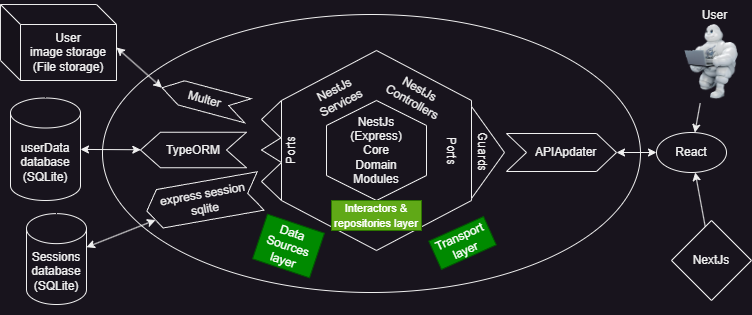 User
image storage
(File storage)
Multer
userData
database
(SQLite)
TypeORM
express session
sqlite
Sessions
database
(SQLite)
Data
Sources
layer
Ports
NestJs
Services
NestJs
Controllers
NestJs
(Express)
Core
Domain
Modules
Interactors &
repositories layer
Ports
Guards
Transport
layer
APIApdater
User
React
NextJs